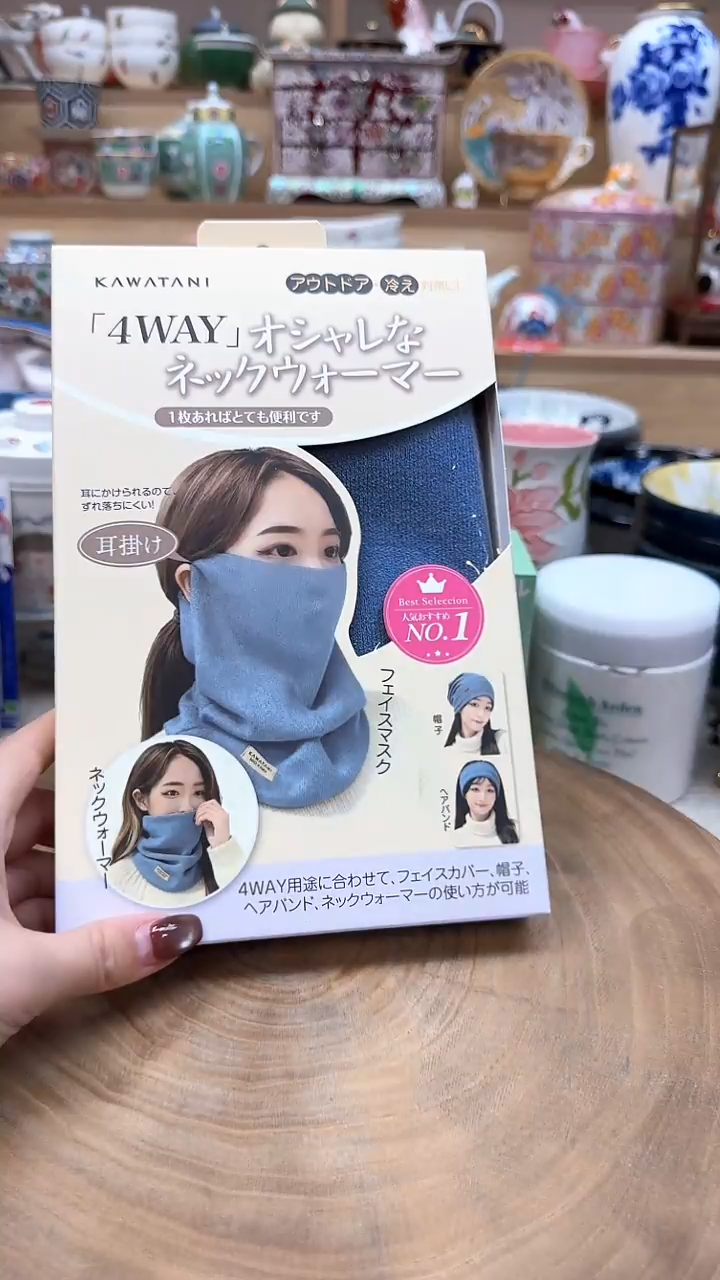 KAWATANI
アウトドア・冷え
「4WAY」オシャレな
ネックウォーマー
1枚あればとても便利です
耳にかけられるので、
ずれ落ちにくい!
耳掛け
Best Seleccion
人気おすすめ
NO.1
フェイスマスク
帽子
ヘアバンド
ネックウォーマー
KAWATANI
4WAY用途に合わせて、フェイスカバー、帽子、
ヘアバンド、ネックウォーマーの使い方が可能